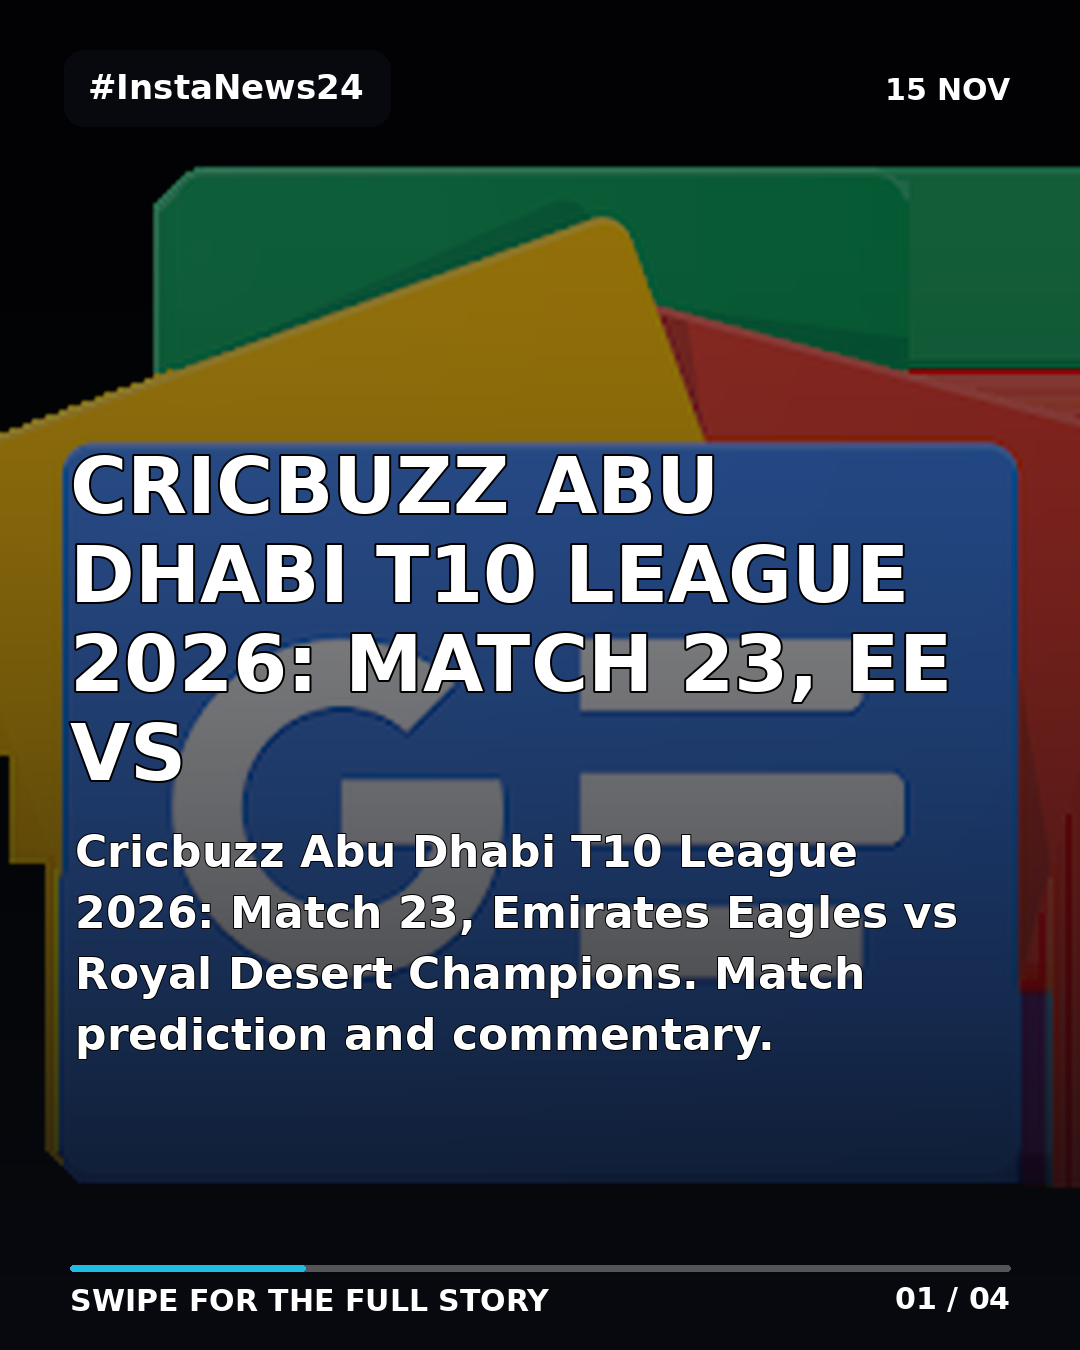 #InstaNews24
15 NOV
CRICBUZZ ABU
DHABI T10 LEAGUE
2026: MATCH 23, EE
VS
Cricbuzz Abu Dhabi T10 League
2026: Match 23, Emirates Eagles vs
Royal Desert Champions. Match
prediction and commentary.
SWIPE FOR THE FULL STORY
01 / 04